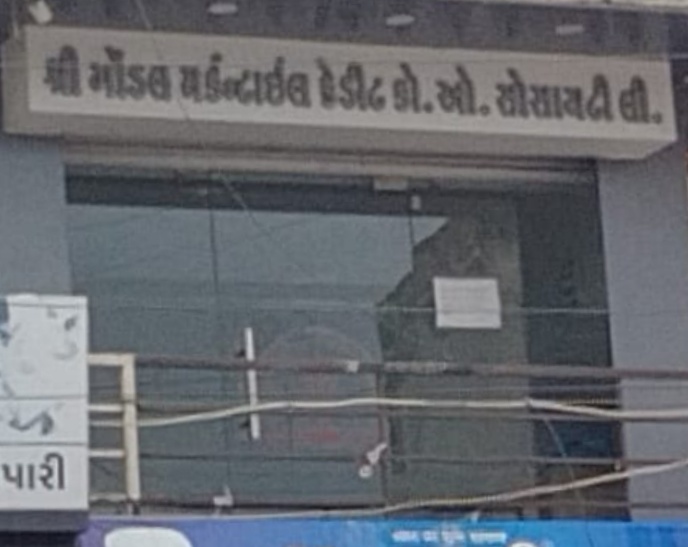 શ્રી ગોંડલ મર્કન્ટાઈલ ક્રેડીટ કો. ઓ. સોસાયટી લી.
પારી